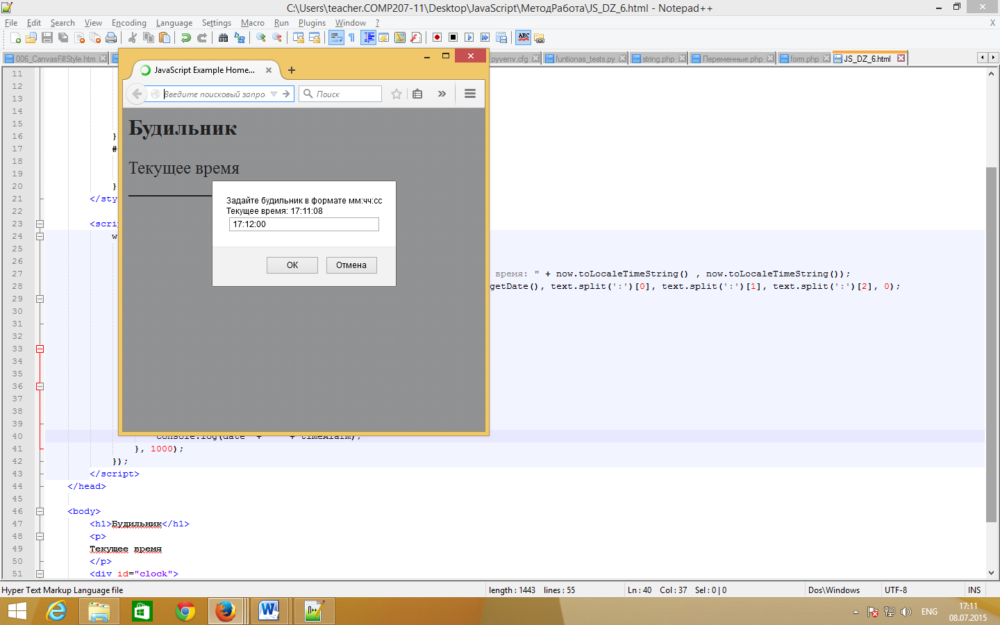 C:\Users\teacher.COMP207-11\Desktop\JavaScript\МетодРабота\JS_DZ_6.html - Notepad++
File Edit Search View Encoding Language Settings Macro Run Plugins Window ? X
006_CanvasFillStyle.htm pyvenv.cfg funtionas_tests.py string.php Переменные.php form.php JS_DZ_6.html
JavaScript Example Home...
Введите поисковый запро
Поиск
Будильник
Текущее время
Задайте будильник в формате мм:чч:сс
Текущее время: 17:11:08
17:12:00
OK Отмена
11
12
13
14
15
16 }
17 #
18
19
20 }
21 </sty
22
23 <scri
24 w
25
26
27 время: " + now.toLocaleTimeString() , now.toLocaleTimeString());
28 getDate(), text.split(':')[0], text.split(':')[1], text.split(':')[2], 0);
29
30
31
32
33
34
35
36
37
38
39
40 console.log(date + + timeAlarm);
41 }, 1000);
42 });
43 </script>
44 </head>
45
46 <body>
47 <h1>Будильник</h1>
48 <p>
49 Текущее время
50 </p>
51 <div id="clock">
Hyper Text Markup Language file length : 1443 lines : 55 Ln : 40 Col : 37 Sel : 0 | 0 Dos\Windows UTF-8 INS
ENG 17:11
08.07.2015